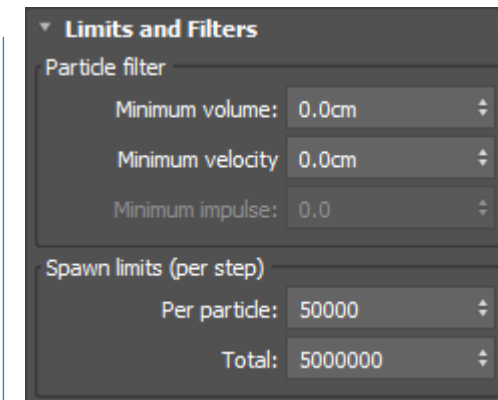 Limits and Filters
Particle filter
Minimum volume: 0.0cm
Minimum velocity 0.0cm
Minimum impulse: 0.0
Spawn limits (per step)
Per particle: 50000
Total: 5000000